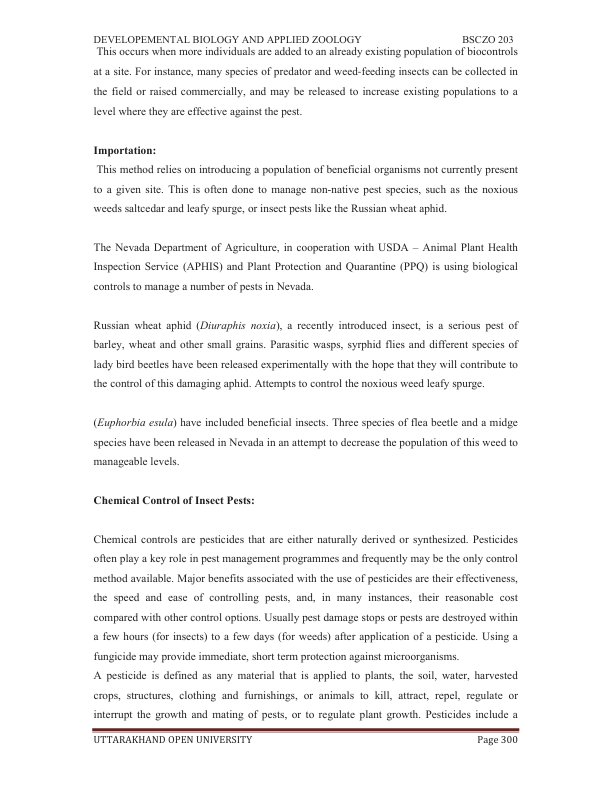 DEVELOPEMENTAL BIOLOGY AND APPLIED ZOOLOGY BSCZO 203
This occurs when more individuals are added to an already existing population of biocontrols
at a site. For instance, many species of predator and weed-feeding insects can be collected in
the field or raised commercially, and may be released to increase existing populations to a
level where they are effective against the pest.
Importation:
This method relies on introducing a population of beneficial organisms not currently present
to a given site. This is often done to manage non-native pest species, such as the noxious
weeds saltcedar and leafy spurge, or insect pests like the Russian wheat aphid.
The Nevada Department of Agriculture, in cooperation with USDA – Animal Plant Health
Inspection Service (APHIS) and Plant Protection and Quarantine (PPQ) is using biological
controls to manage a number of pests in Nevada.
Russian wheat aphid (Diuraphis noxia), a recently introduced insect, is a serious pest of
barley, wheat and other small grains. Parasitic wasps, syrphid flies and different species of
lady bird beetles have been released experimentally with the hope that they will contribute to
the control of this damaging aphid. Attempts to control the noxious weed leafy spurge.
(Euphorbia esula) have included beneficial insects. Three species of flea beetle and a midge
species have been released in Nevada in an attempt to decrease the population of this weed to
manageable levels.
Chemical Control of Insect Pests:
Chemical controls are pesticides that are either naturally derived or synthesized. Pesticides
often play a key role in pest management programmes and frequently may be the only control
method available. Major benefits associated with the use of pesticides are their effectiveness,
the speed and ease of controlling pests, and, in many instances, their reasonable cost
compared with other control options. Usually pest damage stops or pests are destroyed within
a few hours (for insects) to a few days (for weeds) after application of a pesticide. Using a
fungicide may provide immediate, short term protection against microorganisms.
A pesticide is defined as any material that is applied to plants, the soil, water, harvested
crops, structures, clothing and furnishings, or animals to kill, attract, repel, regulate or
interrupt the growth and mating of pests, or to regulate plant growth. Pesticides include a
UTTARAKHAND OPEN UNIVERSITY Page 300